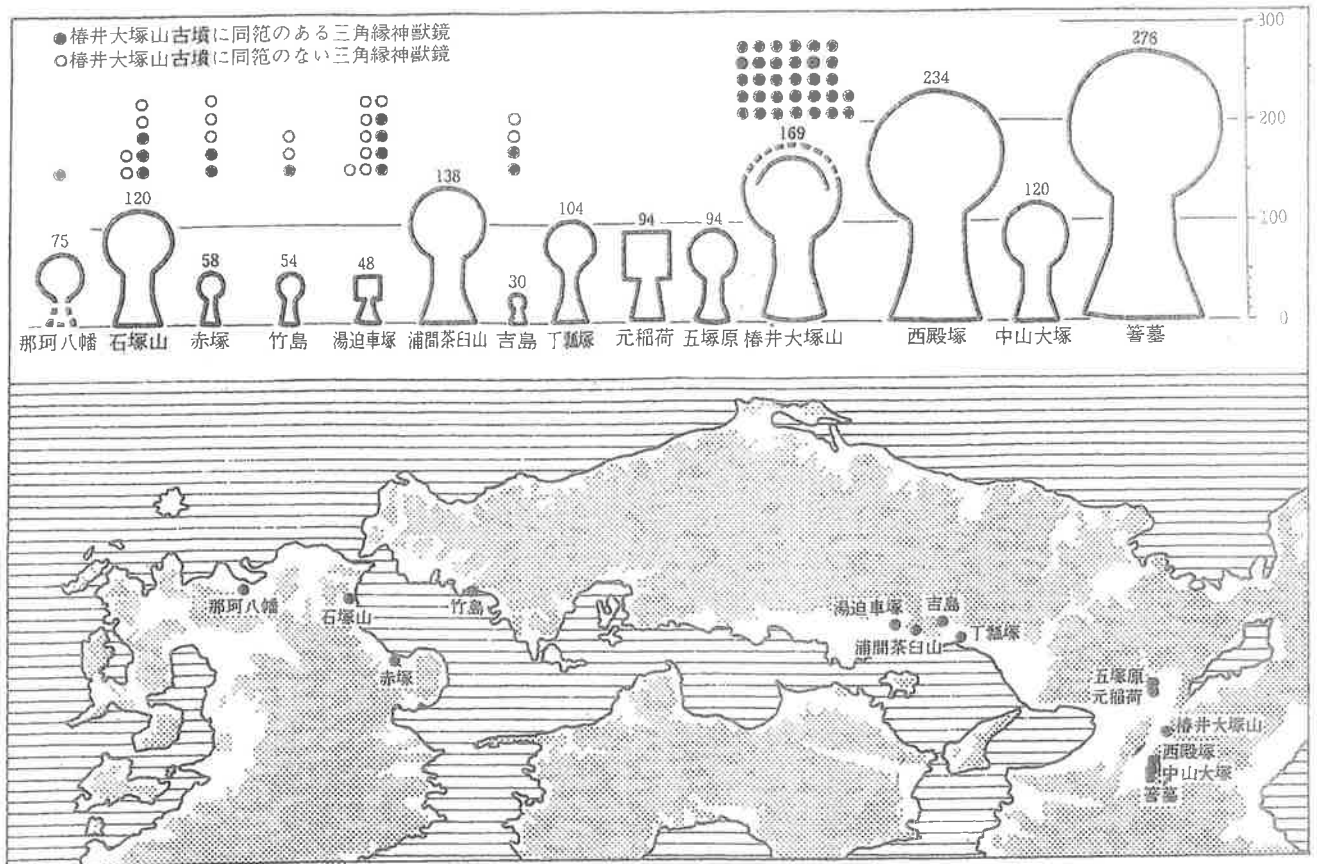 ●椿井大塚山古墳に同笵のある三角縁神獣鏡
○椿井大塚山古墳に同笵のない三角縁神獣鏡
300
276
234
200
169
138
120
120
104
100
94
94
75
58
54
48
30
0
那珂八幡 石塚山 赤塚 竹島 湯迫車塚 浦間茶臼山 吉島 丁瓢塚 元稲荷 五塚原 椿井大塚山 西殿塚 中山大塚 箸墓
那珂八幡
石塚山
竹島
赤塚
湯迫車塚
吉島
浦間茶臼山
丁瓢塚
五塚原
元稲荷
椿井大塚山
西殿塚
中山大塚
箸墓